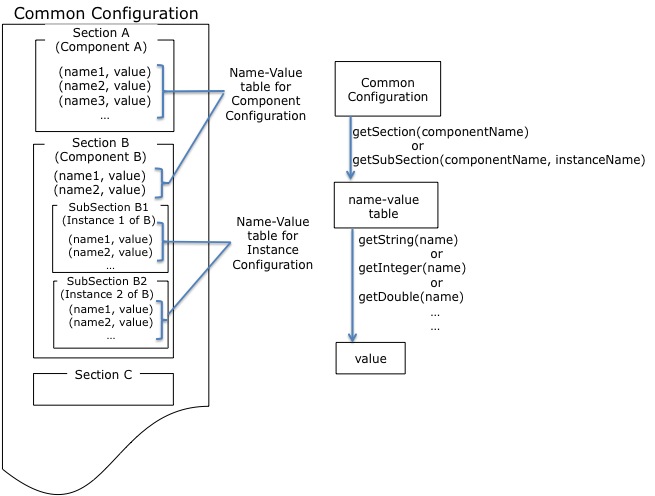 Common Configuration
Section A
(Component A)
(name1, value)
(name2, value)
(name3, value)
...
Section B
(Component B)
(name1, value)
(name2, value)
SubSection B1
(Instance 1 of B)
(name1, value)
(name2, value)
...
SubSection B2
(Instance 2 of B)
(name1, value)
(name2, value)
...
Section C
Name-Value
table for
Component
Configuration
Name-Value
table for
Instance
Configuration
Common
Configuration
getSection(componentName)
or
getSubSection(componentName, instanceName)
name-value
table
getString(name)
or
getInteger(name)
or
getDouble(name)
...
...
value